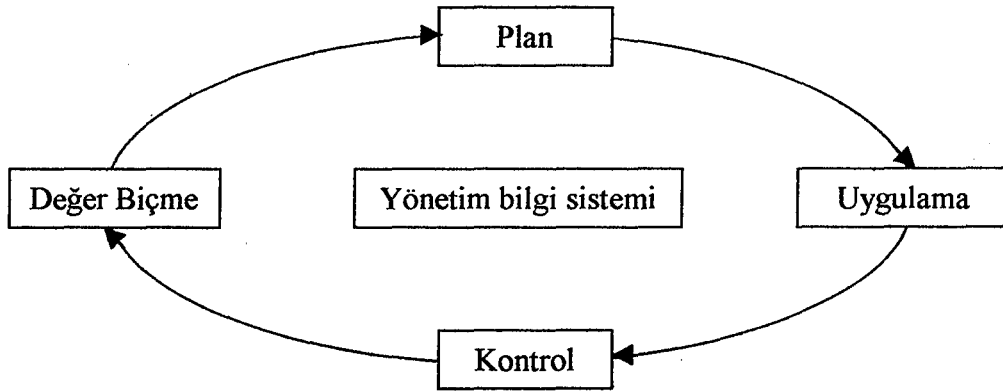 Plan
Değer Biçme
Yönetim bilgi sistemi
Uygulama
Kontrol